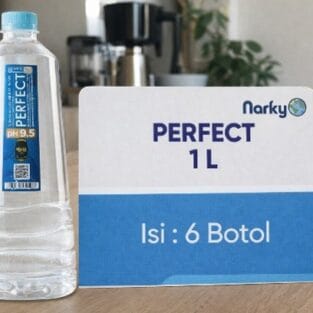 PERFECT
pH 9.5
Narky
PERFECT
1 L
Isi : 6 Botol